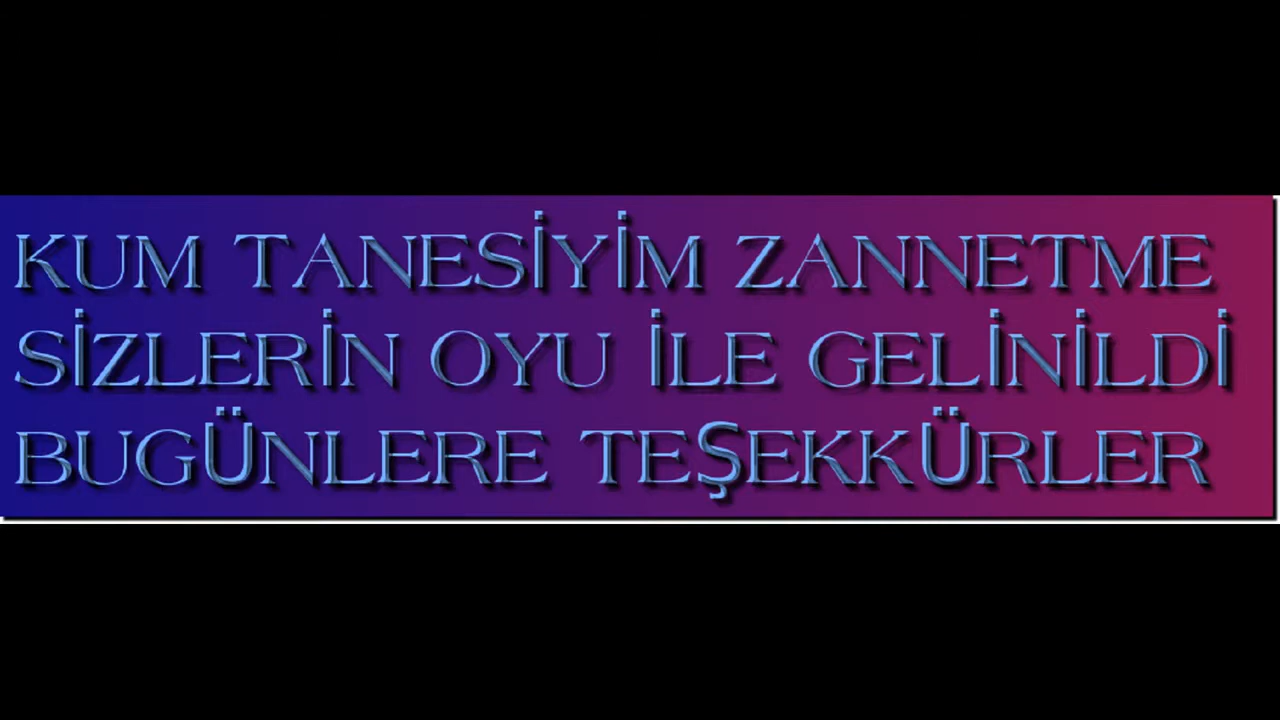 KUM TANESİYİM ZANNETME
SİZLERİN OYU İLE GELİNİLDİ
BUGÜNLERE TEŞEKKÜRLER